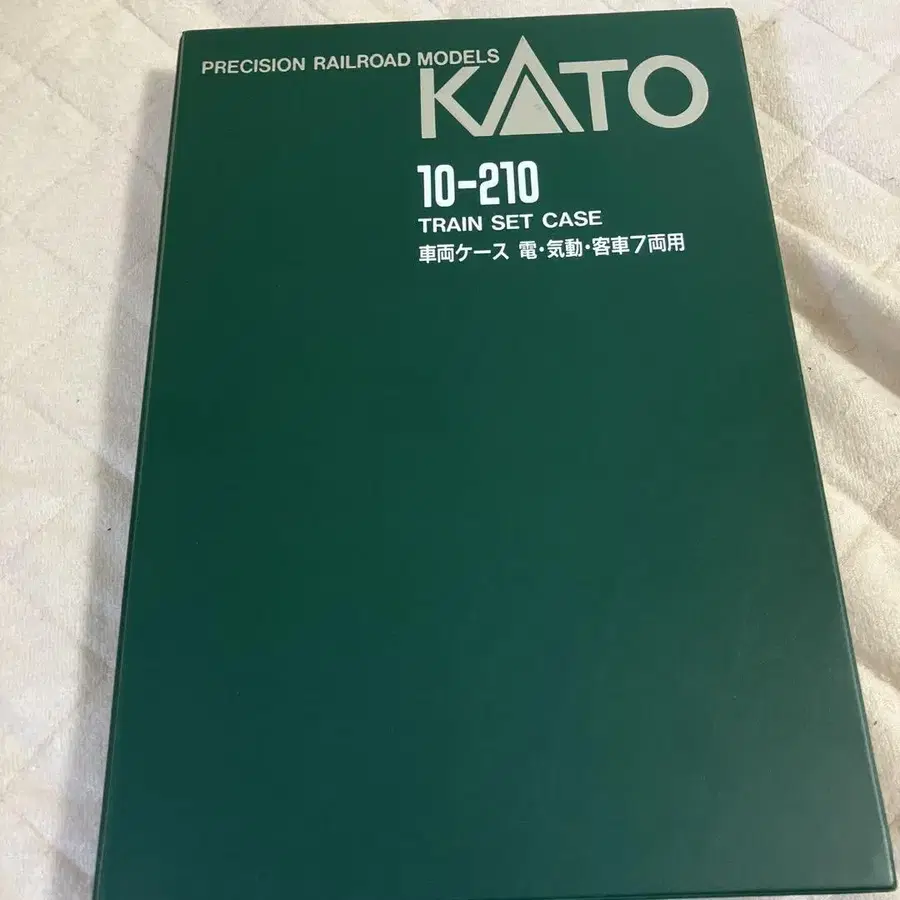 PRECISION RAILROAD MODELS
KATO
10-210
TRAIN SET CASE
車両ケース 電・気動・客車7両用